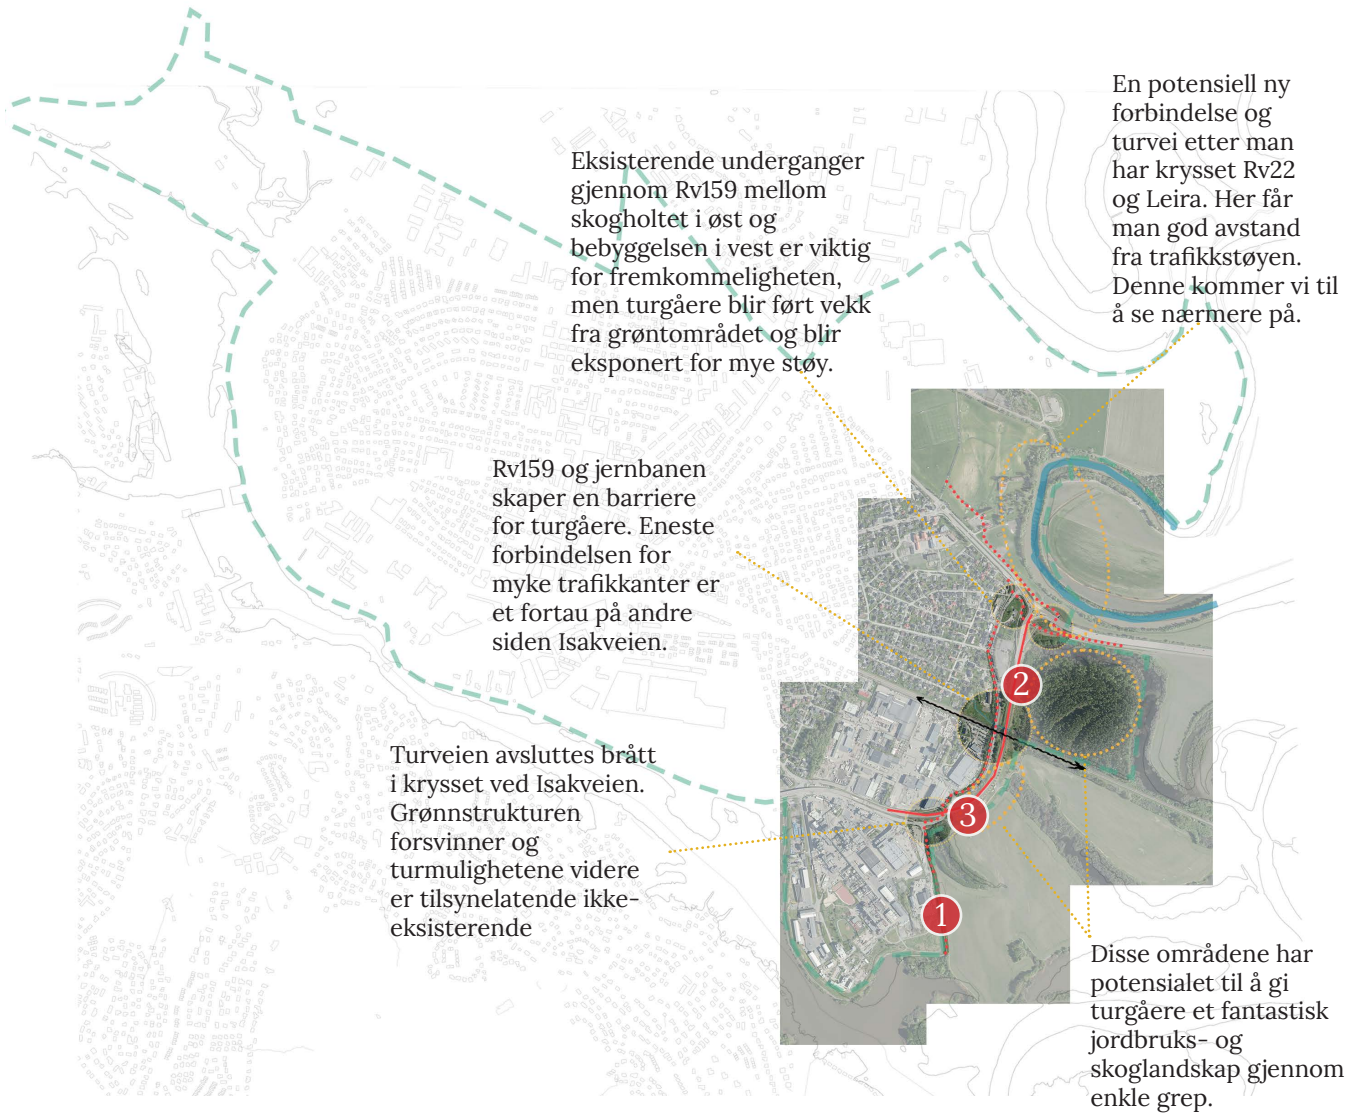 En potensiell ny
forbindelse og
turvei etter man
har krysset Rv22
og Leira. Her får
man god avstand
fra trafikkstøyen.
Denne kommer vi til
å se nærmere på.
Eksisterende underganger
gjennom Rv159 mellom
skogholtet i øst og
bebyggelsen i vest er viktig
for fremkommeligheten,
men turgåere blir ført vekk
fra grøntområdet og blir
eksponert for mye støy.
Rv159 og jernbanen
skaper en barriere
for turgåere. Eneste
forbindelsen for
myke trafikkanter er
et fortau på andre
siden Isakveien.
Turveien avsluttes brått
i krysset ved Isakveien.
Grønnstrukturen
forsvinner og
turmulighetene videre
er tilsynelatende ikke-
eksisterende
2
3
1
Disse områdene har
potensialet til å gi
turgåere et fantastisk
jordbruks- og
skoglandskap gjennom
enkle grep.